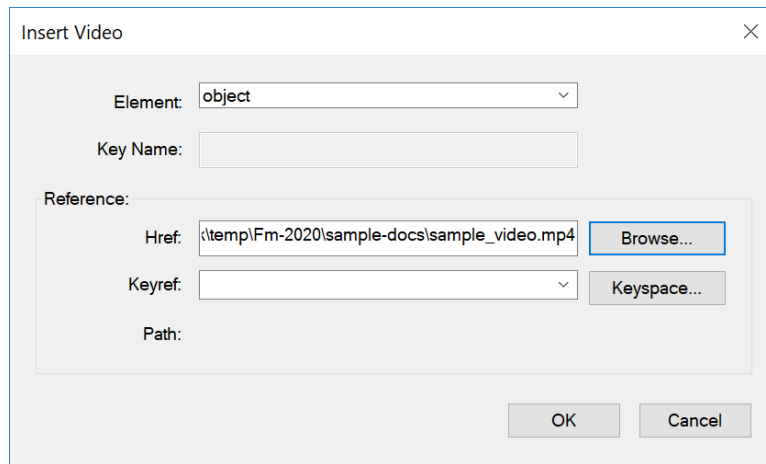 Insert Video
Element: object
Key Name:
Reference:
Href: \temp\Fm-2020\sample-docs\sample_video.mp4 Browse...
Keyref: Keyspace...
Path:
OK Cancel